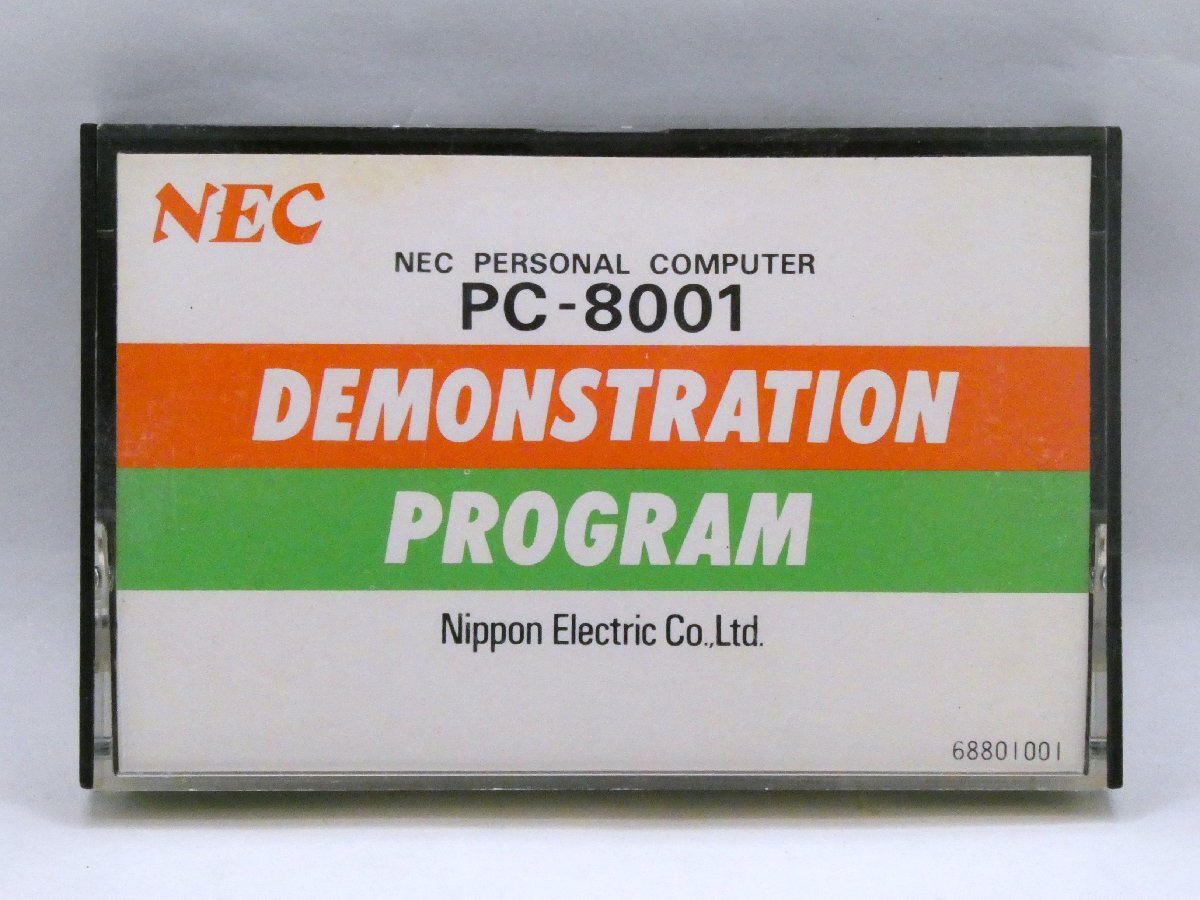 NEC
NEC PERSONAL COMPUTER
PC-8001
DEMONSTRATION
PROGRAM
Nippon Electric Co.,Ltd.
68801001